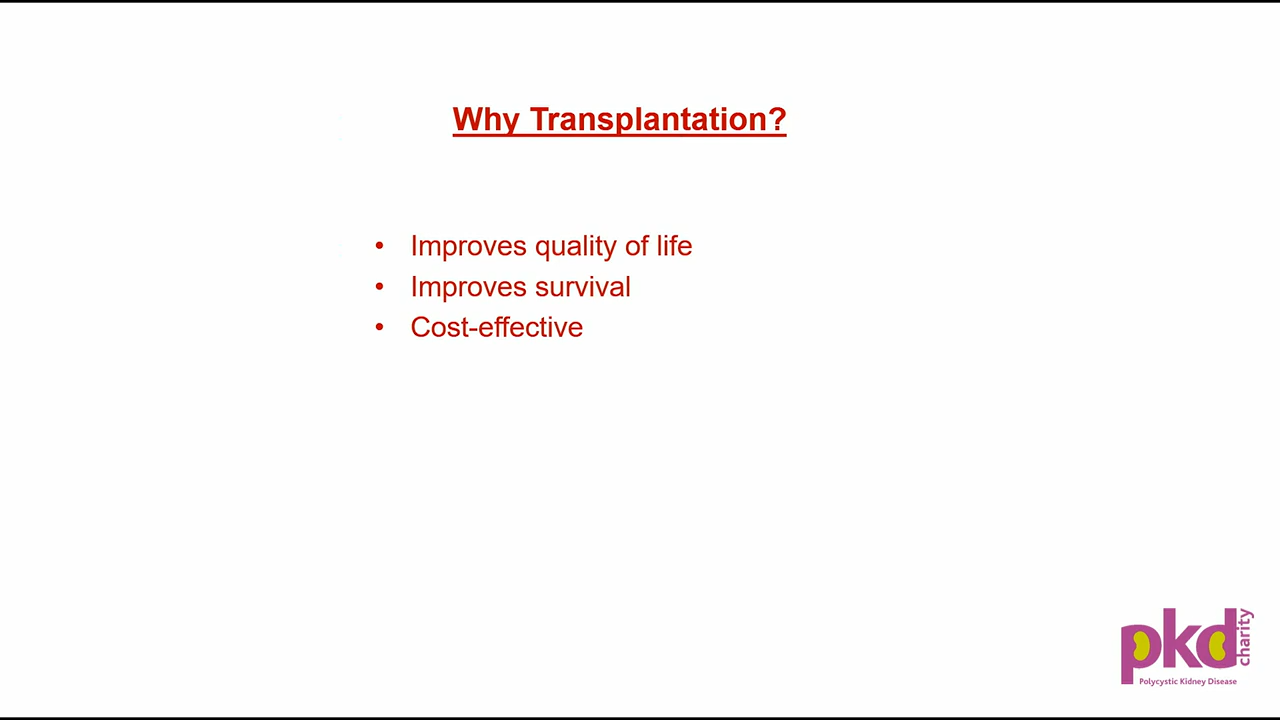 Why Transplantation?
• Improves quality of life
• Improves survival
• Cost-effective
pkd charity
Polycystic Kidney Disease